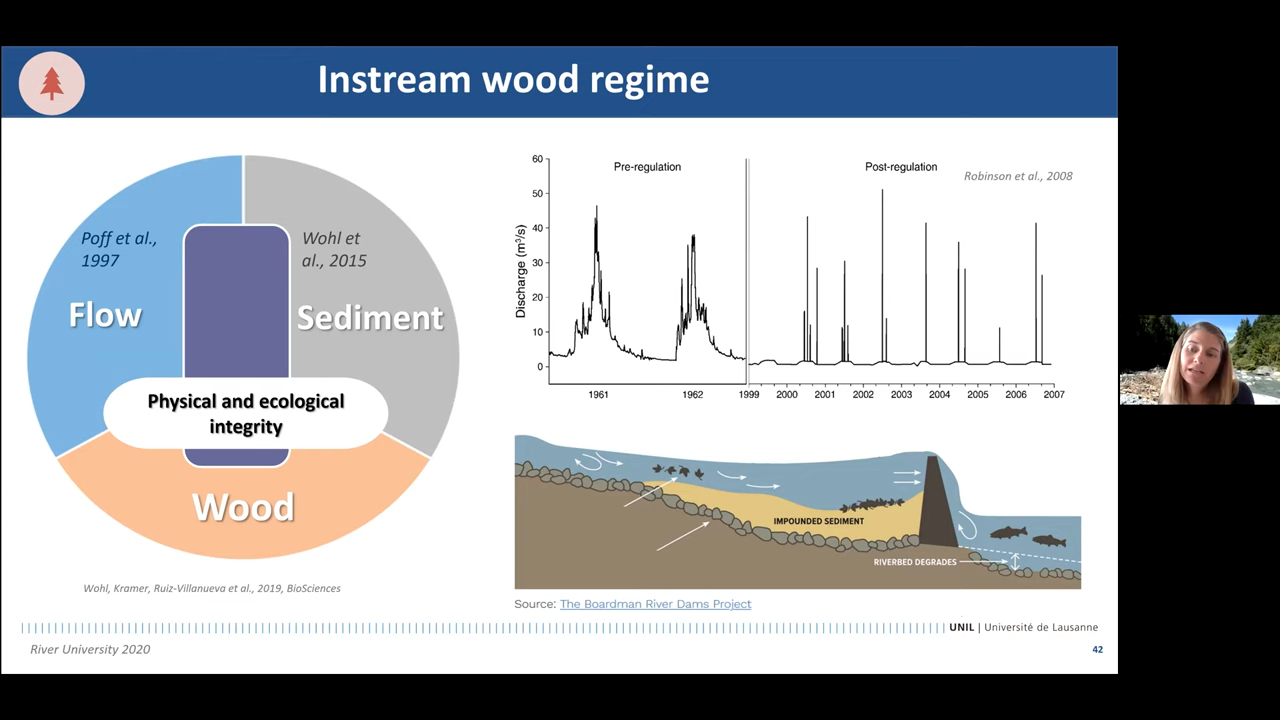 Instream wood regime
Poff et al.,
1997
Flow
Wohl et
al., 2015
Sediment
Physical and ecological
integrity
Wood
Wohl, Kramer, Ruiz-Villanueva et al., 2019, BioSciences
Pre-regulation
Post-regulation
Robinson et al., 2008
Discharge (m³/s)
60
50
40
30
20
10
0
1961
1962
1999
2000
2001
2002
2003
2004
2005
2006
2007
IMPOUNDED SEDIMENT
RIVERBED DEGRADES
Source: The Boardman River Dams Project
UNIL | Université de Lausanne
River University 2020
42